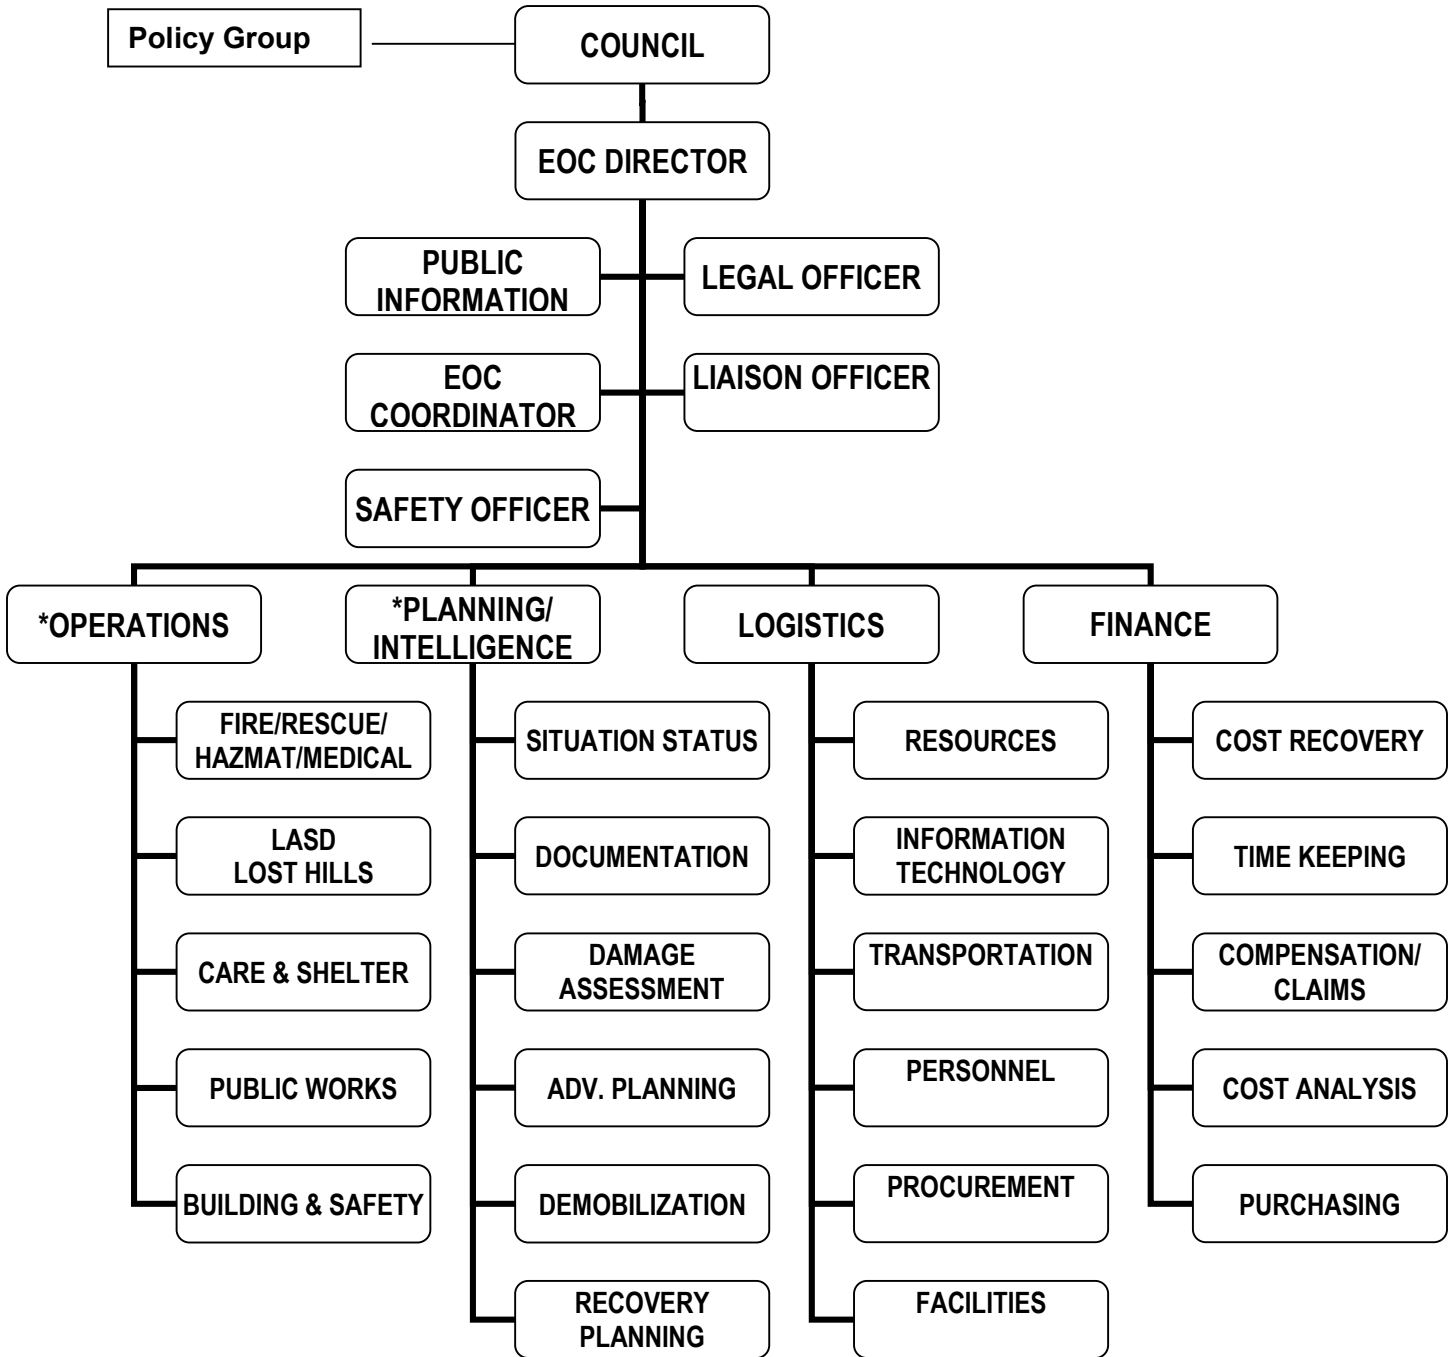 Policy Group
COUNCIL
EOC DIRECTOR
PUBLIC
INFORMATION
LEGAL OFFICER
EOC
COORDINATOR
LIAISON OFFICER
SAFETY OFFICER
*OPERATIONS
*PLANNING/
INTELLIGENCE
LOGISTICS
FINANCE
FIRE/RESCUE/
HAZMAT/MEDICAL
SITUATION STATUS
RESOURCES
COST RECOVERY
LASD
LOST HILLS
DOCUMENTATION
INFORMATION
TECHNOLOGY
TIME KEEPING
CARE & SHELTER
DAMAGE
ASSESSMENT
TRANSPORTATION
COMPENSATION/
CLAIMS
PUBLIC WORKS
ADV. PLANNING
PERSONNEL
COST ANALYSIS
BUILDING & SAFETY
DEMOBILIZATION
PROCUREMENT
PURCHASING
RECOVERY
PLANNING
FACILITIES